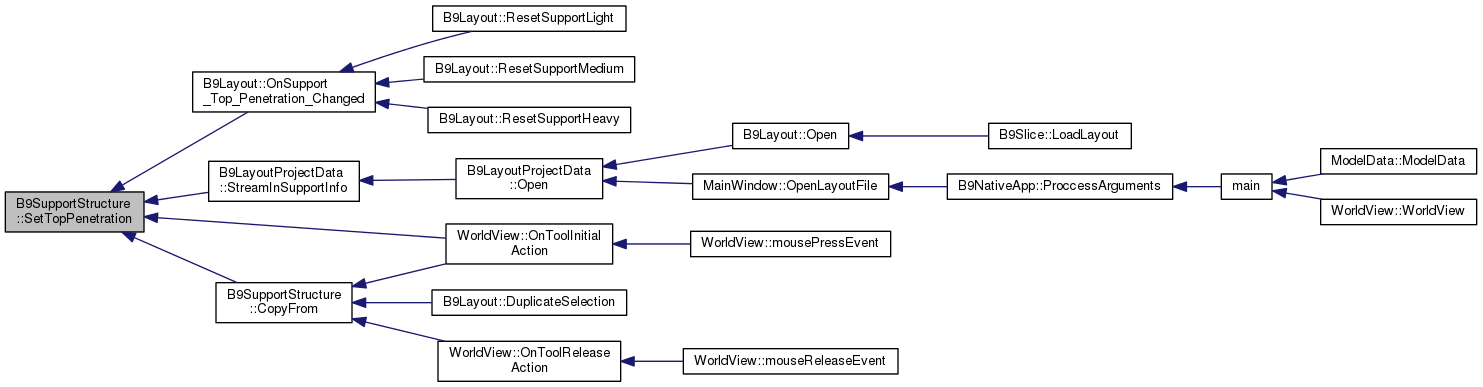 B9Layout::ResetSupportLight
B9Layout::OnSupport
_Top_Penetration_Changed
B9Layout::ResetSupportMedium
B9Layout::ResetSupportHeavy
B9Layout::Open
B9Slice::LoadLayout
B9LayoutProjectData
::StreamInSupportInfo
B9LayoutProjectData
::Open
MainWindow::OpenLayoutFile
B9NativeApp::ProccessArguments
main
ModelData::ModelData
WorldView::WorldView
B9SupportStructure
::SetTopPenetration
WorldView::OnToolInitial
Action
WorldView::mousePressEvent
B9SupportStructure
::CopyFrom
B9Layout::DuplicateSelection
WorldView::OnToolRelease
Action
WorldView::mouseReleaseEvent